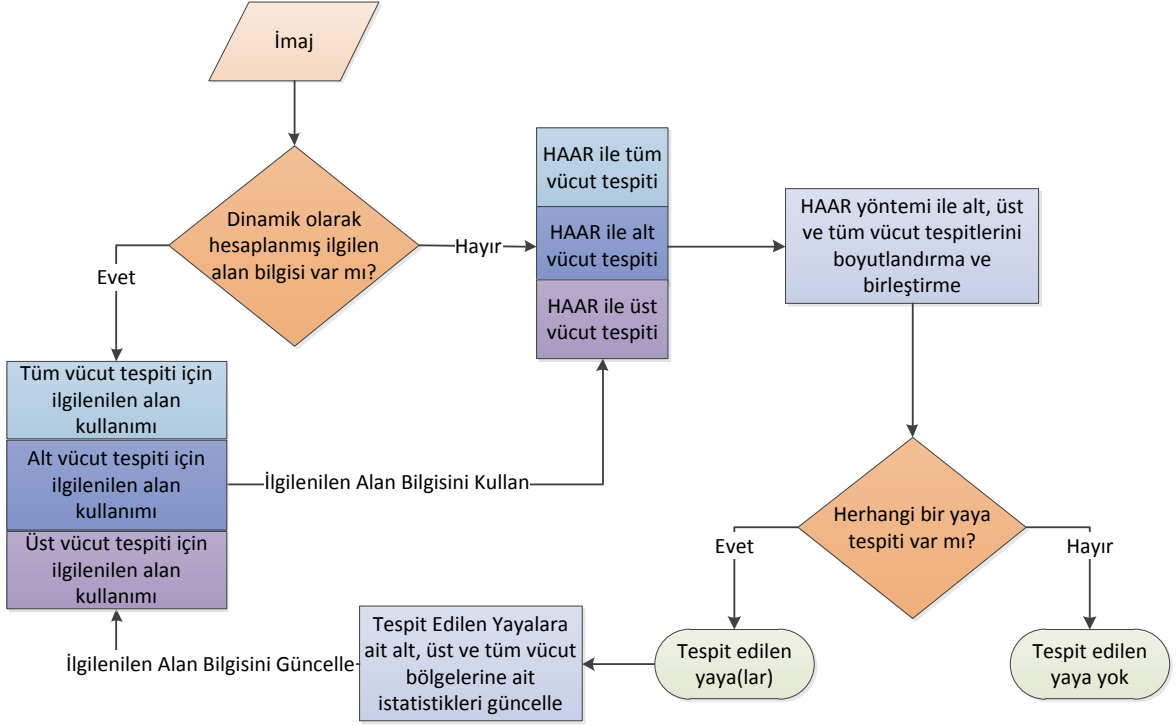 İmaj
Dinamik olarak
hesaplanmış ilgilen
alan bilgisi var mı?
Evet
Hayır
HAAR ile tüm
vücut tespiti
HAAR ile alt
vücut tespiti
HAAR ile üst
vücut tespiti
HAAR yöntemi ile alt, üst
ve tüm vücut tespitlerini
boyutlandırma ve
birleştirme
Tüm vücut tespiti için
ilgilenilen alan
kullanımı
Alt vücut tespiti için
ilgilenilen alan
kullanımı
Üst vücut tespiti için
ilgilenilen alan
kullanımı
İlgilenilen Alan Bilgisini Kullan
Herhangi bir yaya
tespiti var mı?
Evet
Hayır
Tespit edilen
yaya(lar)
Tespit edilen
yaya yok
Tespit Edilen Yayalara
ait alt, üst ve tüm vücut
bölgelerine ait
istatistikleri güncelle
İlgilenilen Alan Bilgisini Güncelle